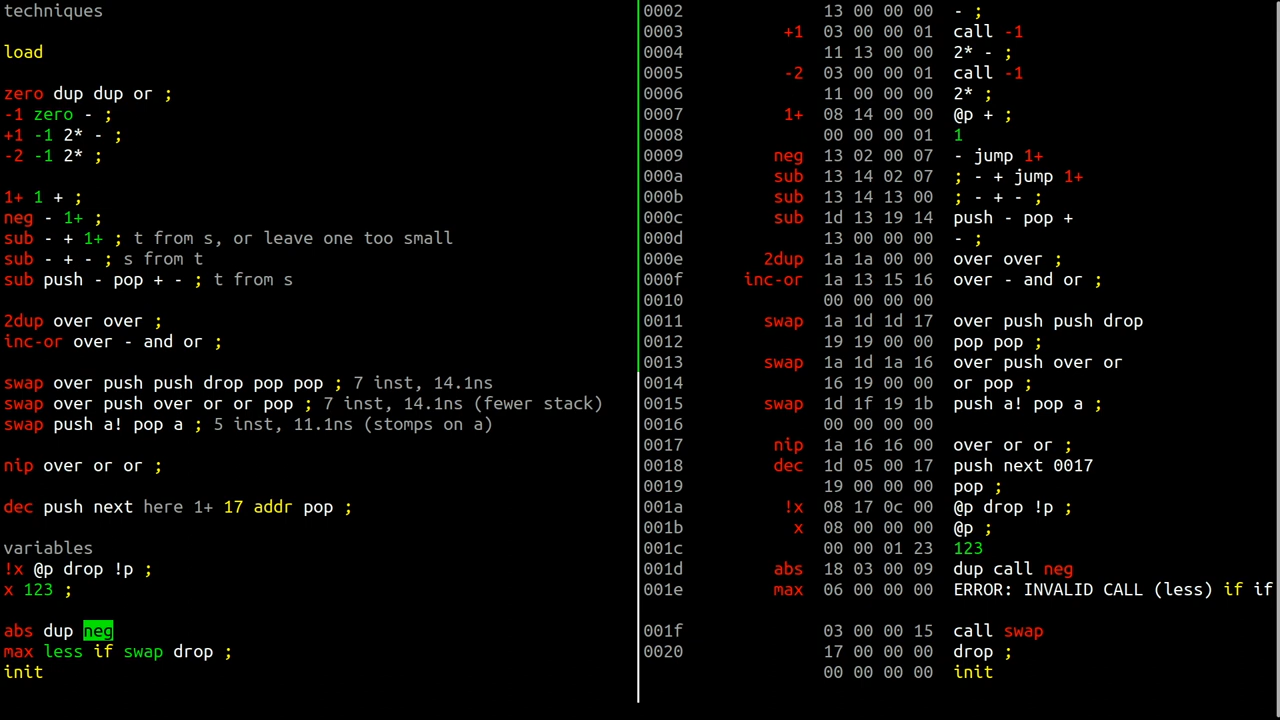 techniques
load
zero dup dup or ;
-1 zero - ;
+1 -1 2* - ;
-2 -1 2* ;
1+ 1 + ;
neg - 1+ ;
sub - + 1+ ; t from s, or leave one too small
sub - + - ; s from t
sub push - pop + - ; t from s
2dup over over ;
inc-or over - and or ;
swap over push push drop pop pop ; 7 inst, 14.1ns
swap over push over or or pop ; 7 inst, 14.1ns (fewer stack)
swap push a! pop a ; 5 inst, 11.1ns (stomps on a)
nip over or or ;
dec push next here 1+ 17 addr pop ;
variables
!x @p drop !p ;
x 123 ;
abs dup neg
max less if swap drop ;
init
0002 13 00 00 00 - ;
0003 +1 03 00 00 01 call -1
0004 11 13 00 00 2* - ;
0005 -2 03 00 00 01 call -1
0006 11 00 00 00 2* ;
0007 1+ 08 14 00 00 @p + ;
0008 00 00 00 01 1
0009 neg 13 02 00 07 - jump 1+
000a sub 13 14 02 07 ; - + jump 1+
000b sub 13 14 13 00 ; - + - ;
000c sub 1d 13 19 14 push - pop +
000d 13 00 00 00 - ;
000e 2dup 1a 1a 00 00 over over ;
000f inc-or 1a 13 15 16 over - and or ;
0010 00 00 00 00
0011 swap 1a 1d 1d 17 over push push drop
0012 19 19 00 00 pop pop ;
0013 swap 1a 1d 1a 16 over push over or
0014 16 19 00 00 or pop ;
0015 swap 1d 1f 19 1b push a! pop a ;
0016 00 00 00 00
0017 nip 1a 16 16 00 over or or ;
0018 dec 1d 05 00 17 push next 0017
0019 19 00 00 00 pop ;
001a !x 08 17 0c 00 @p drop !p ;
001b x 08 00 00 00 @p ;
001c 00 00 01 23 123
001d abs 18 03 00 09 dup call neg
001e max 06 00 00 00 ERROR: INVALID CALL (less) if if
001f 03 00 00 15 call swap
0020 17 00 00 00 drop ;
00 00 00 00 init